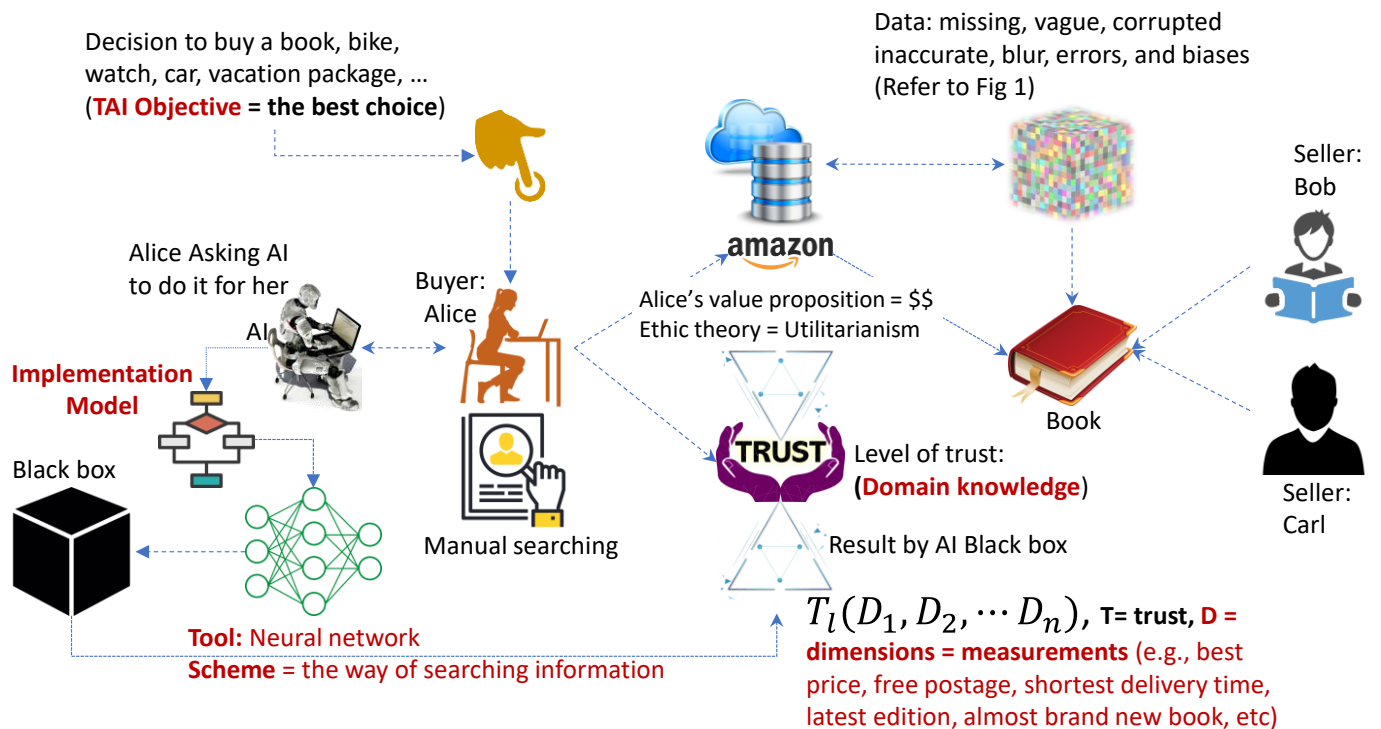 Decision to buy a book, bike,
watch, car, vacation package, …
(TAI Objective = the best choice)
Data: missing, vague, corrupted
inaccurate, blur, errors, and biases
(Refer to Fig 1)
Seller:
Bob
amazon
Alice Asking AI
to do it for her
AI
Buyer:
Alice
Alice’s value proposition = $$
Ethic theory = Utilitarianism
Implementation
Model
Book
TRUST
Level of trust:
(Domain knowledge)
Seller:
Carl
Black box
Manual searching
Result by AI Black box
Tool: Neural network
Scheme = the way of searching information
T_l(D_1, D_2, ⋯ D_n), T= trust, D =
dimensions = measurements (e.g., best
price, free postage, shortest delivery time,
latest edition, almost brand new book, etc)